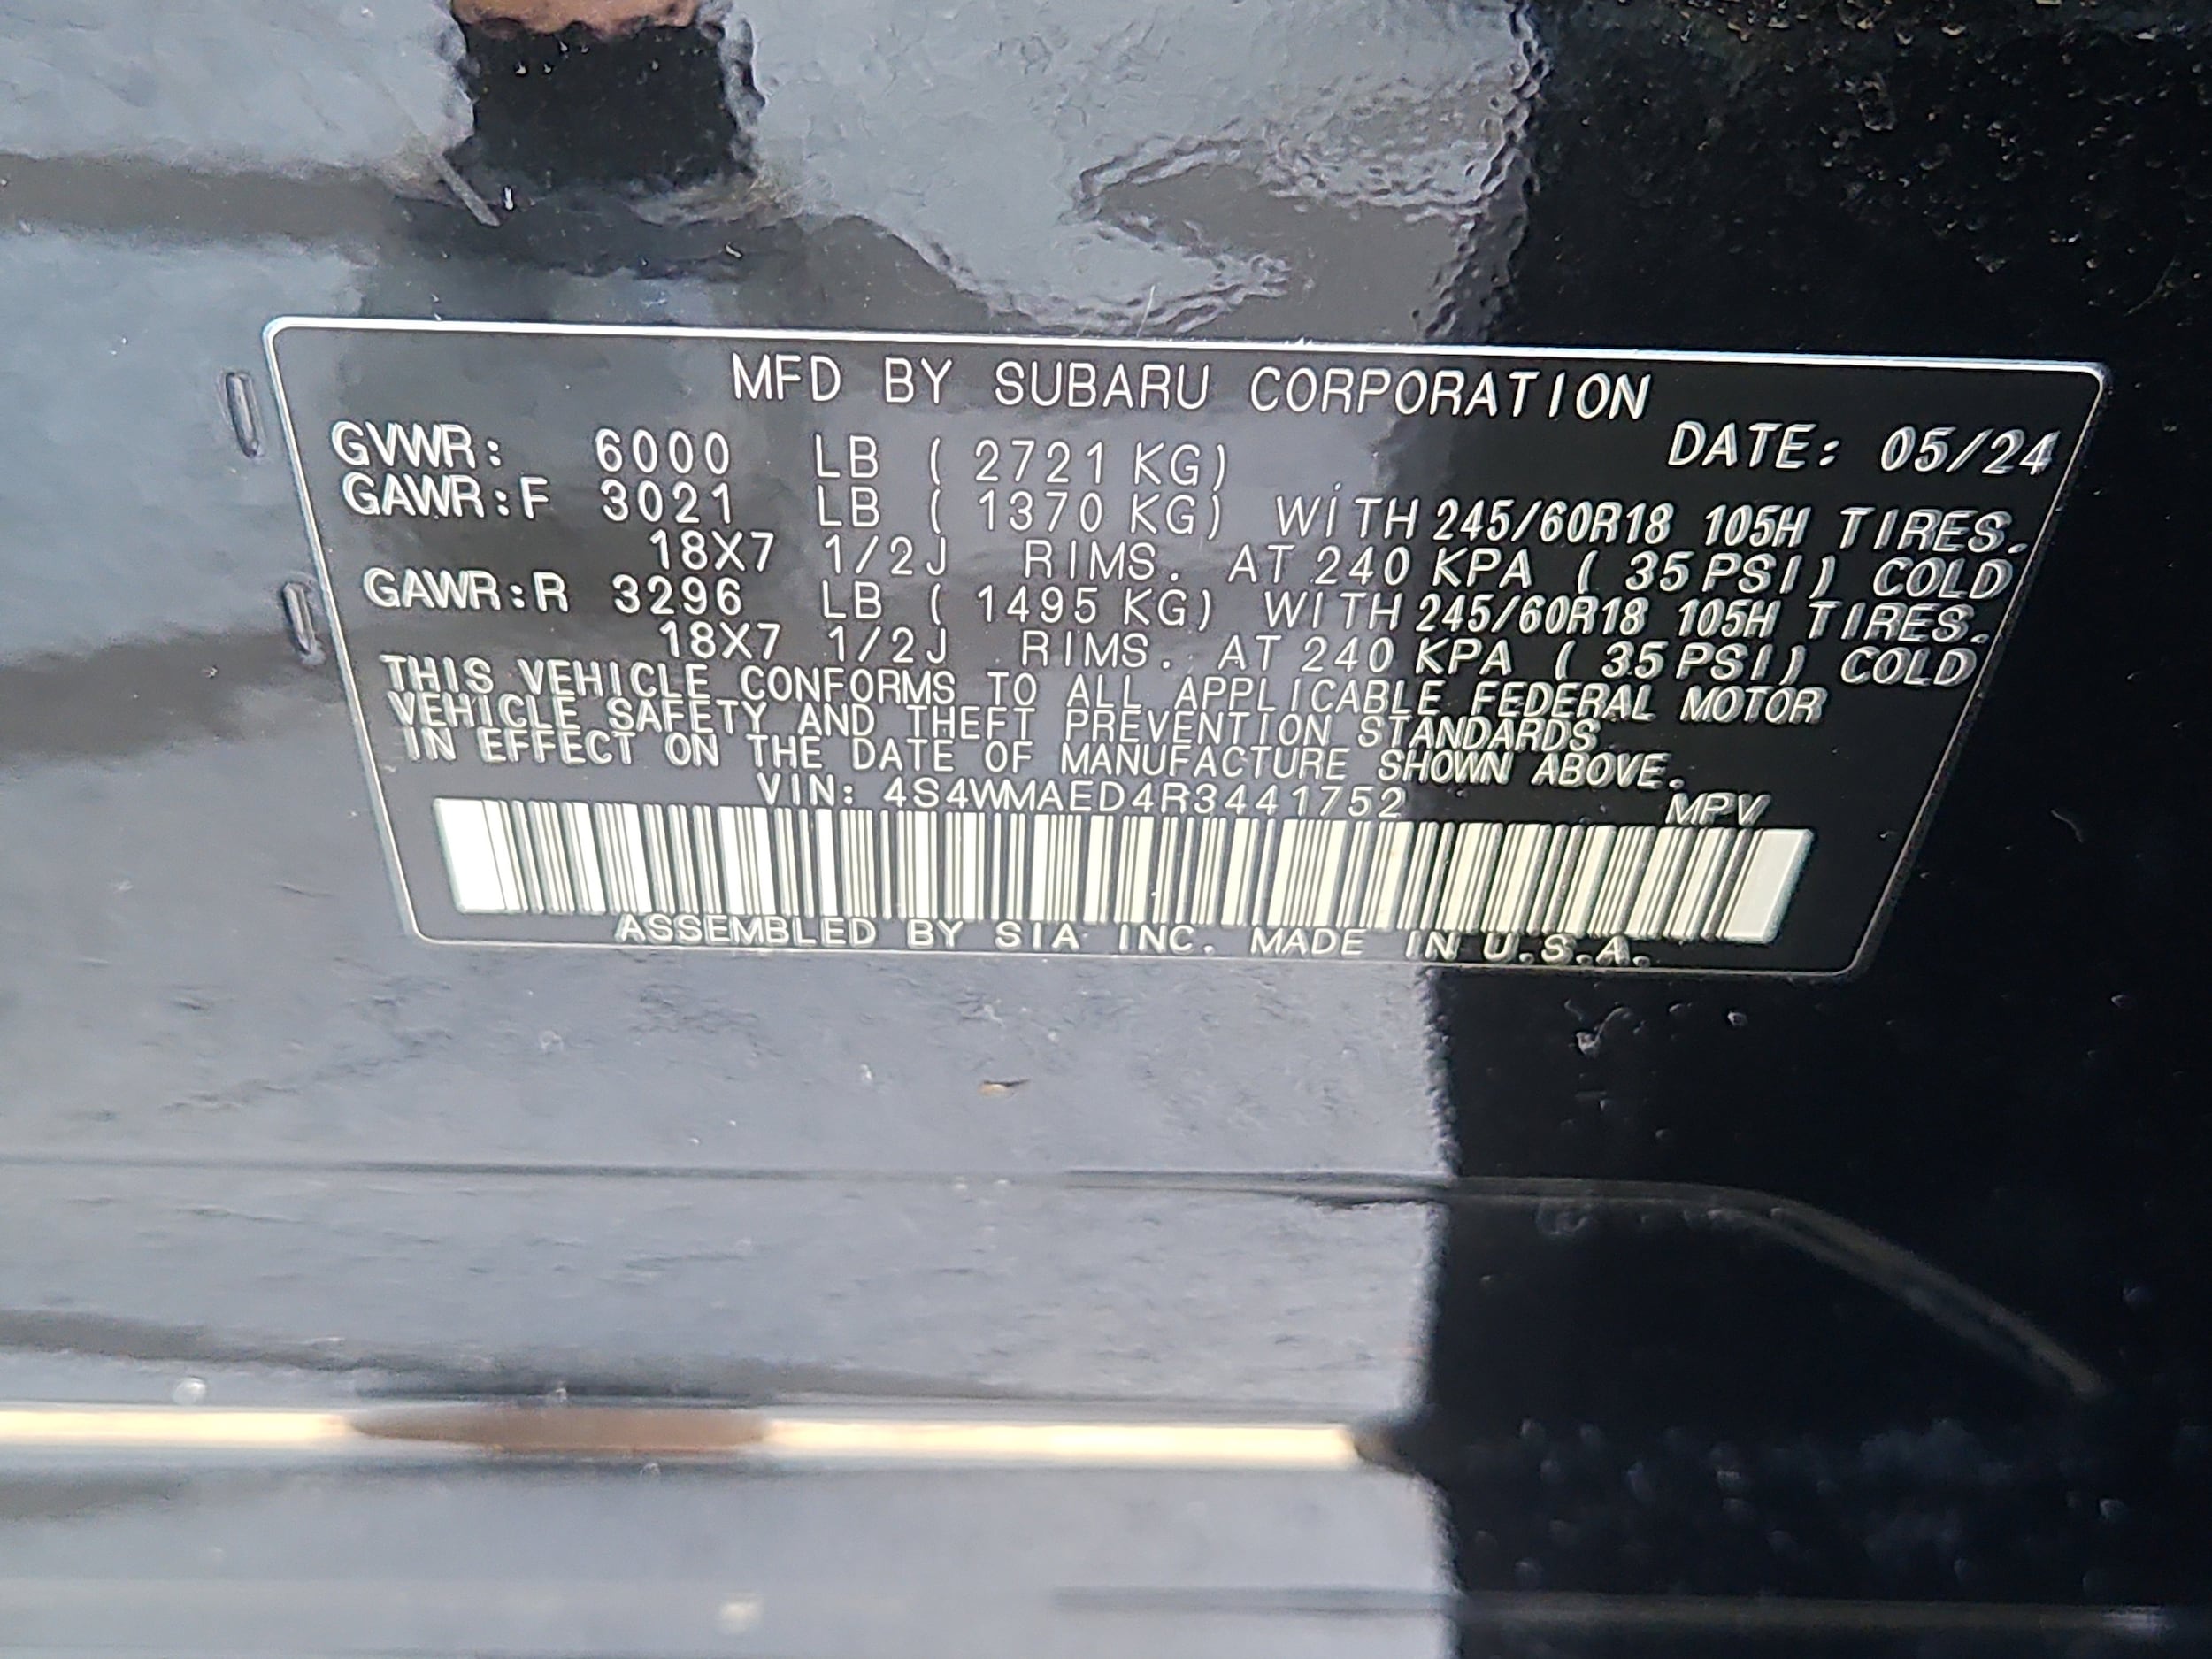 MFD BY SUBARU CORPORATION
DATE: 05/24
GVWR: 6000 LB ( 2721 KG)
GAWR:F 3021 LB ( 1370 KG) WITH 245/60R18 105H TIRES.
18X7 1/2J RIMS. AT 240 KPA ( 35 PSI) COLD
GAWR:R 3296 LB ( 1495 KG) WITH 245/60R18 105H TIRES.
18X7 1/2J RIMS. AT 240 KPA ( 35 PSI) COLD
THIS VEHICLE CONFORMS TO ALL APPLICABLE FEDERAL MOTOR
VEHICLE SAFETY AND THEFT PREVENTION STANDARDS
IN EFFECT ON THE DATE OF MANUFACTURE SHOWN ABOVE.
VIN: 4S4WMAED4R3441752 MPV
ASSEMBLED BY SIA INC. MADE IN U.S.A.